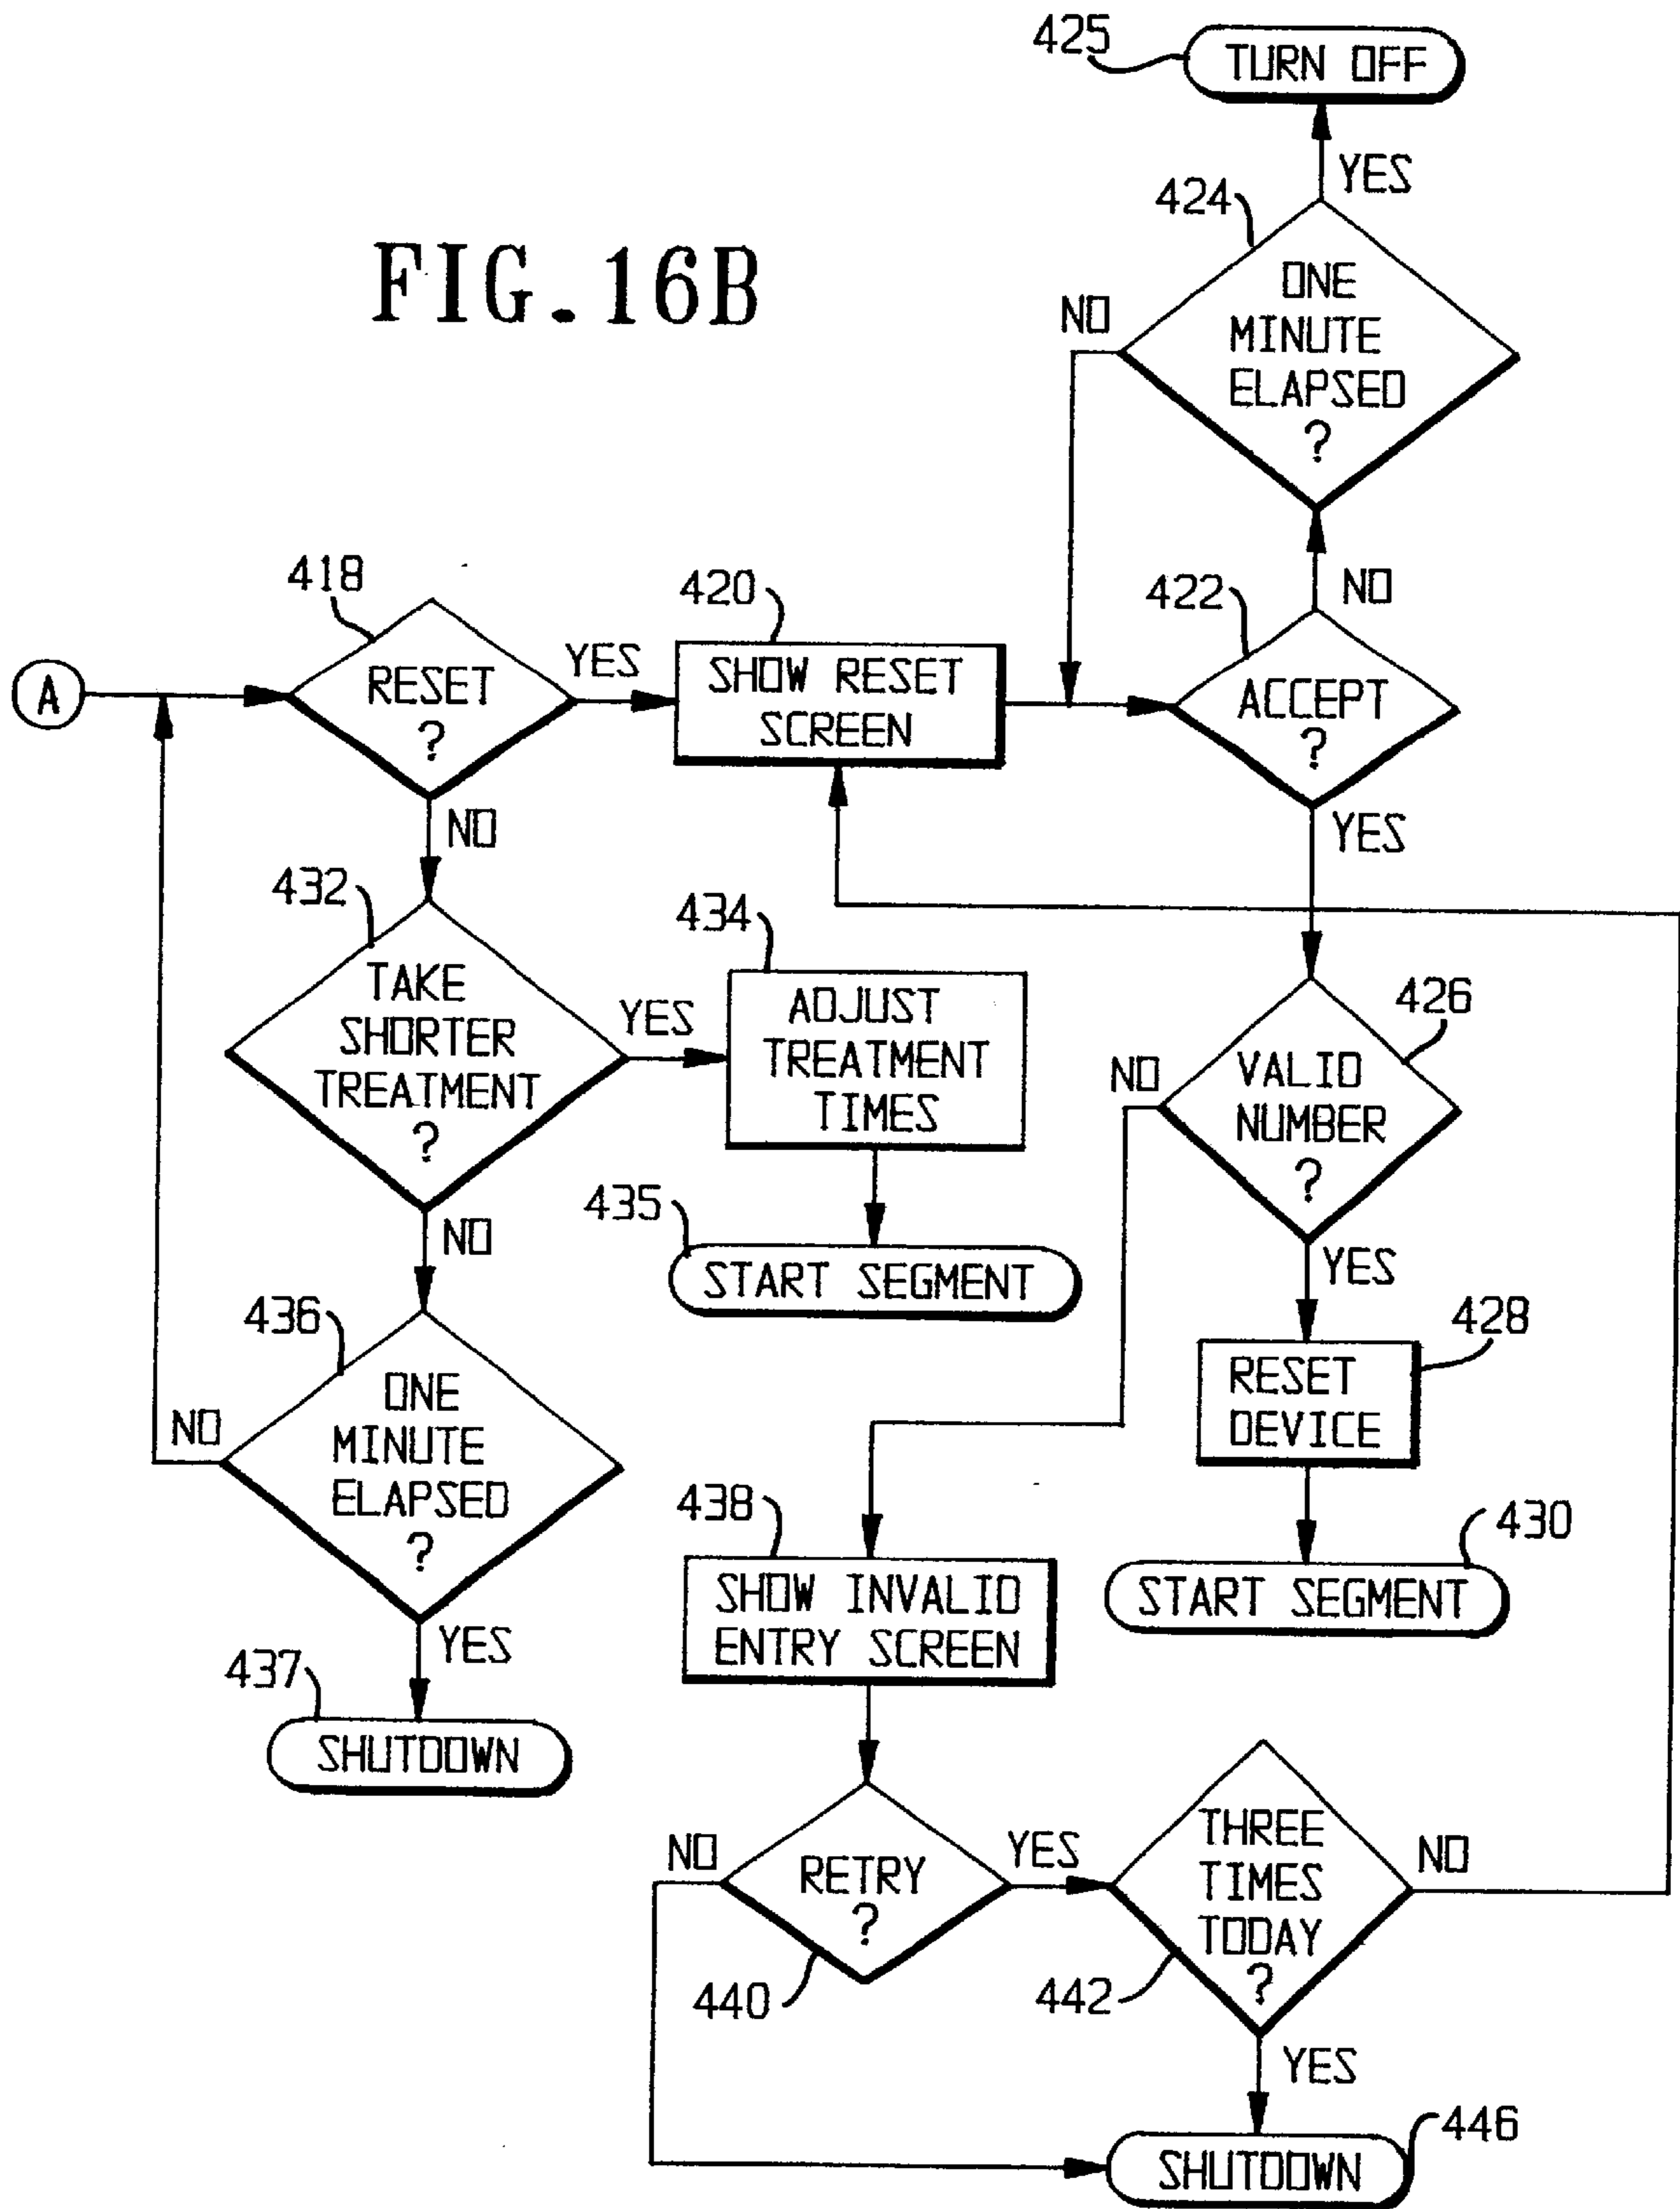 FIG.16B
425
TURN OFF
YES
424
ONE
MINUTE
ELAPSED
?
NO
NO
418
RESET
?
YES
420
SHOW RESET
SCREEN
422
ACCEPT
?
A
NO
YES
432
TAKE
SHORTER
TREATMENT
?
YES
434
ADJUST
TREATMENT
TIMES
435
START SEGMENT
426
VALID
NUMBER
?
NO
YES
428
RESET
DEVICE
430
START SEGMENT
NO
436
ONE
MINUTE
ELAPSED
?
NO
YES
437
SHUTDOWN
438
SHOW INVALID
ENTRY SCREEN
NO
RETRY
?
440
YES
THREE
TIMES
TODAY
?
442
NO
YES
446
SHUTDOWN